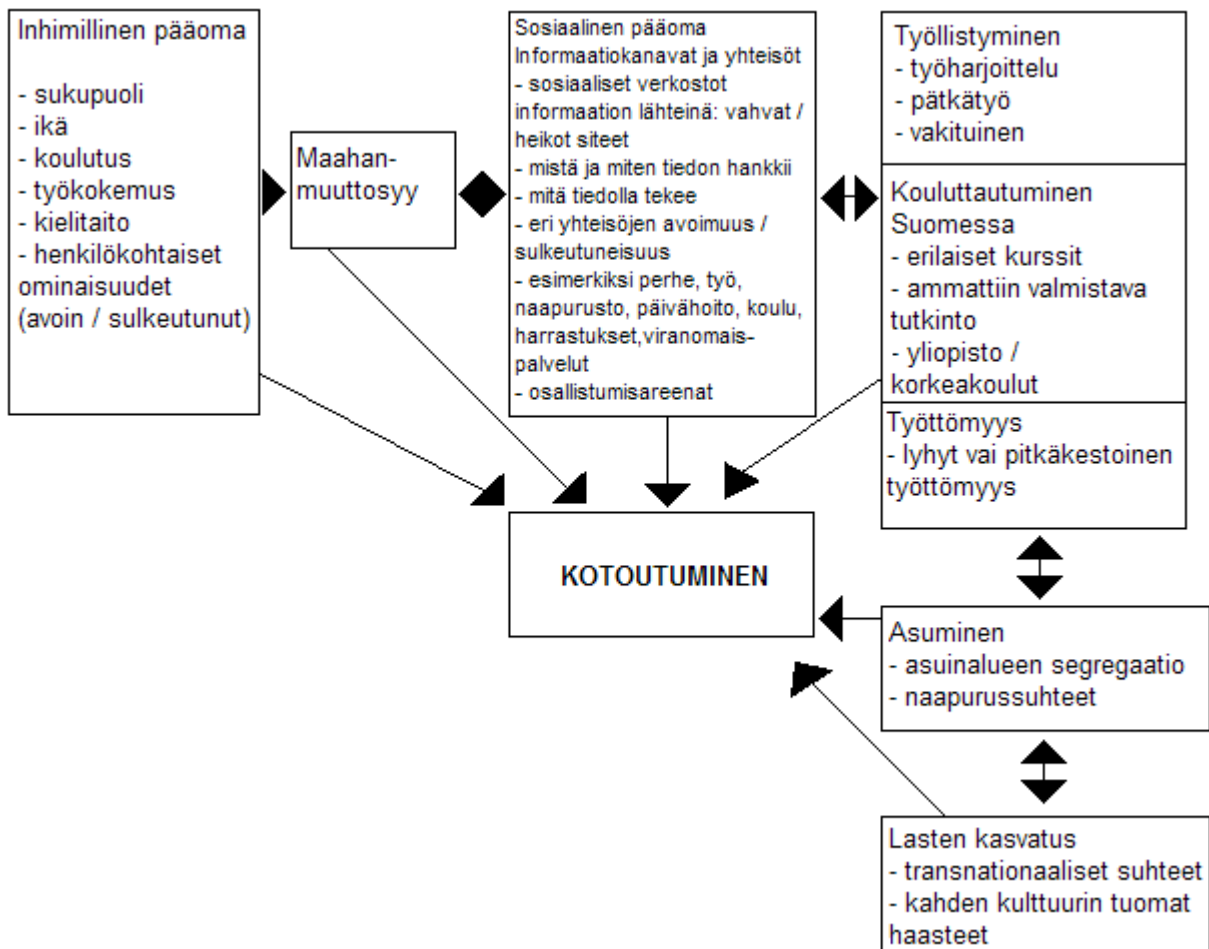 Inhimillinen pääoma
- sukupuoli
- ikä
- koulutus
- työkokemus
- kielitaito
- henkilökohtaiset
ominaisuudet
(avoin / sulkeutunut)
Maahan-
muuttosyy
Sosiaalinen pääoma
Informaatiokanavat ja yhteisöt
- sosiaaliset verkostot
informaation lähteinä: vahvat /
heikot siteet
- mistä ja miten tiedon hankkii
- mitä tiedolla tekee
- eri yhteisöjen avoimuus /
sulkeutuneisuus
- esimerkiksi perhe, työ,
naapurusto, päivähoito, koulu,
harrastukset,viranomais-
palvelut
- osallistumisareenat
Työllistyminen
- työharjoittelu
- pätkätyö
- vakituinen
Kouluttautuminen
Suomessa
- erilaiset kurssit
- ammattiin valmistava
tutkinto
- yliopisto /
korkeakoulut
Työttömyys
- lyhyt vai pitkäkestoinen
työttömyys
KOTOUTUMINEN
Asuminen
- asuinalueen segregaatio
- naapurussuhteet
Lasten kasvatus
- transnationaaliset suhteet
- kahden kulttuurin tuomat
haasteet